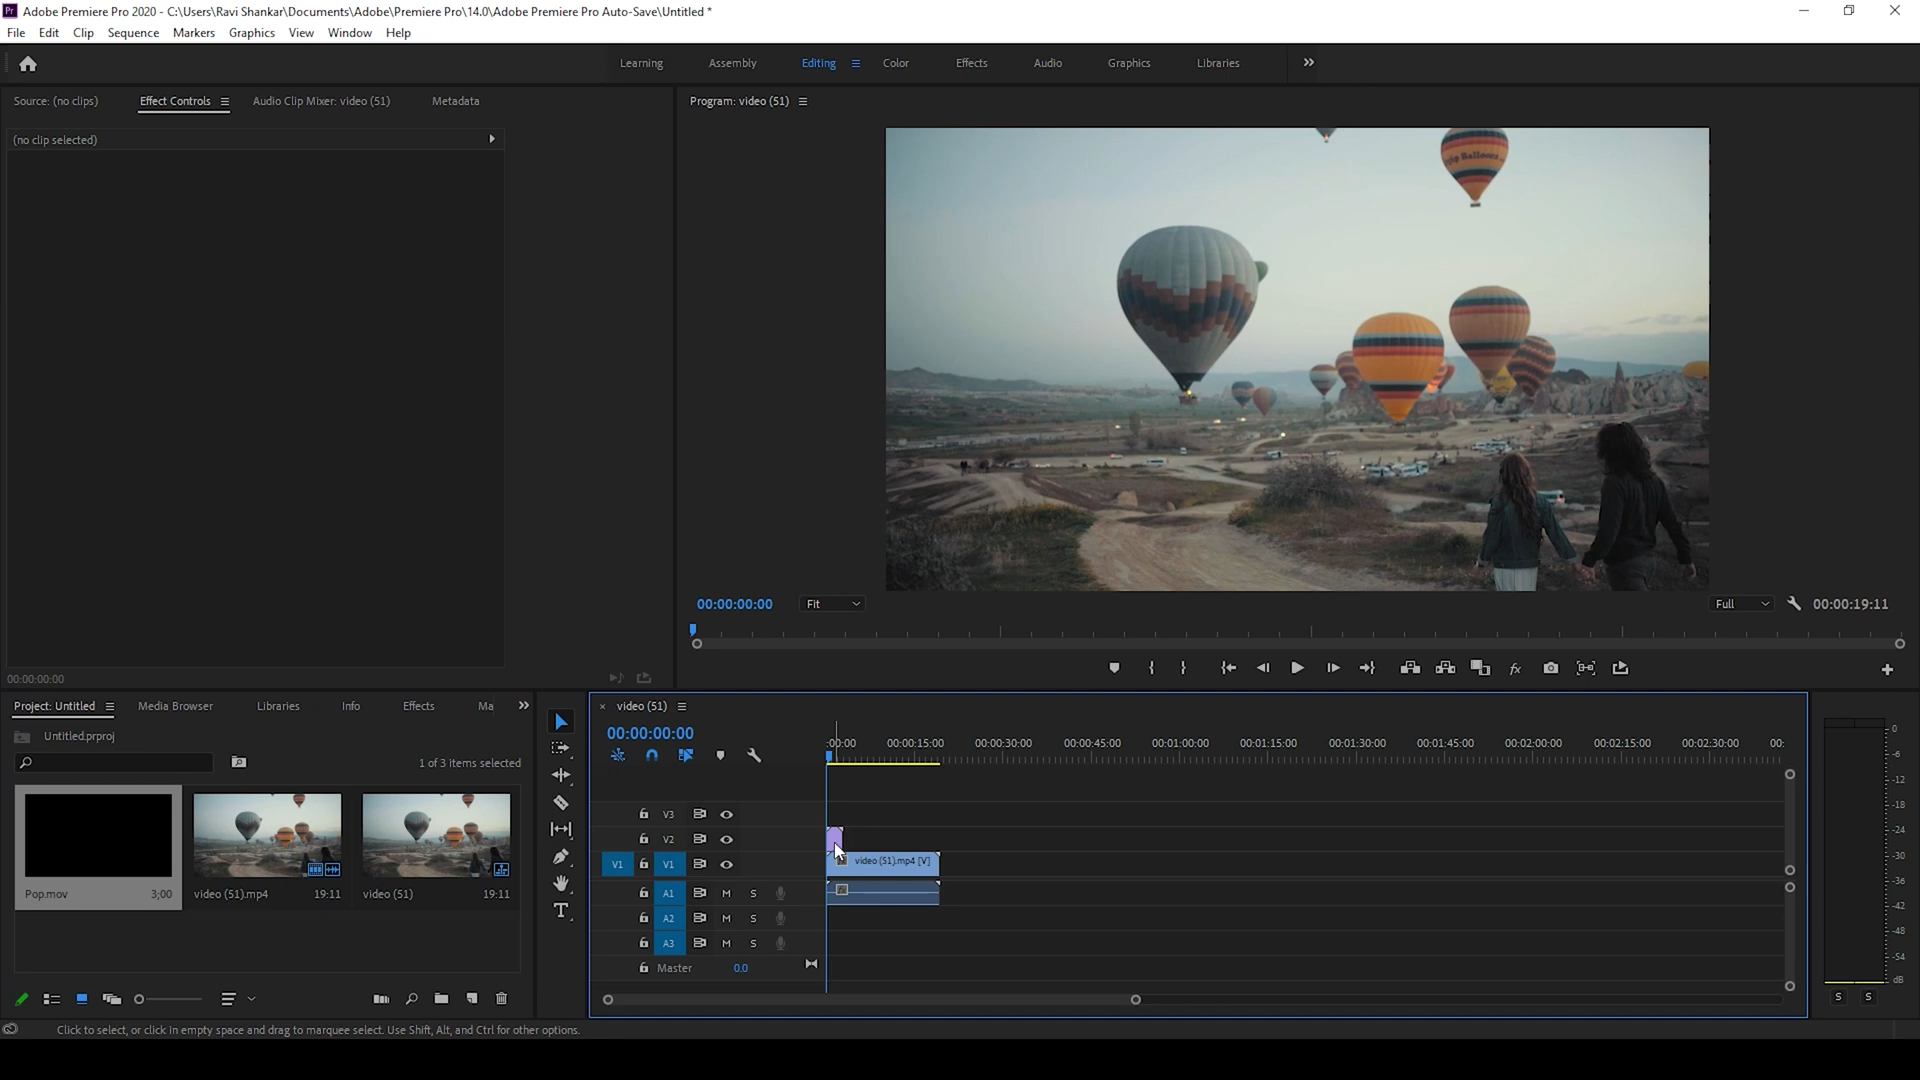 Pr Adobe Premiere Pro 2020 - C:\Users\Ravi Shankar\Documents\Adobe\Premiere Pro\14.0\Adobe Premiere Pro Auto-Save\Untitled *
File Edit Clip Sequence Markers Graphics View Window Help
Learning Assembly Editing Color Effects Audio Graphics Libraries
Source: (no clips) Effect Controls Audio Clip Mixer: video (51) Metadata Program: video (51)
(no clip selected)
Balloons
00:00:00:00 Fit Full 00:00:19:11
fx
00:00:00:00
Project: Untitled Media Browser Libraries Info Effects Ma video (51)
Untitled.prproj 00:00:00:00
:00:00 00:00:15:00 00:00:30:00 00:00:45:00 00:01:00:00 00:01:15:00 00:01:30:00 00:01:45:00 00:02:00:00 00:02:15:00 00:02:30:00 00:
1 of 3 items selected
V3
V2
V1 V1 video (51).mp4 [V]
Pop.mov 3;00 video (51).mp4 19:11 video (51) 19:11
A1 M S
A2 M S
A3 M S
Master 0.0
0
-6
-12
-18
-24
-30
-36
-42
-48
-54
dB
S S
Click to select, or click in empty space and drag to marquee select. Use Shift, Alt, and Ctrl for other options.